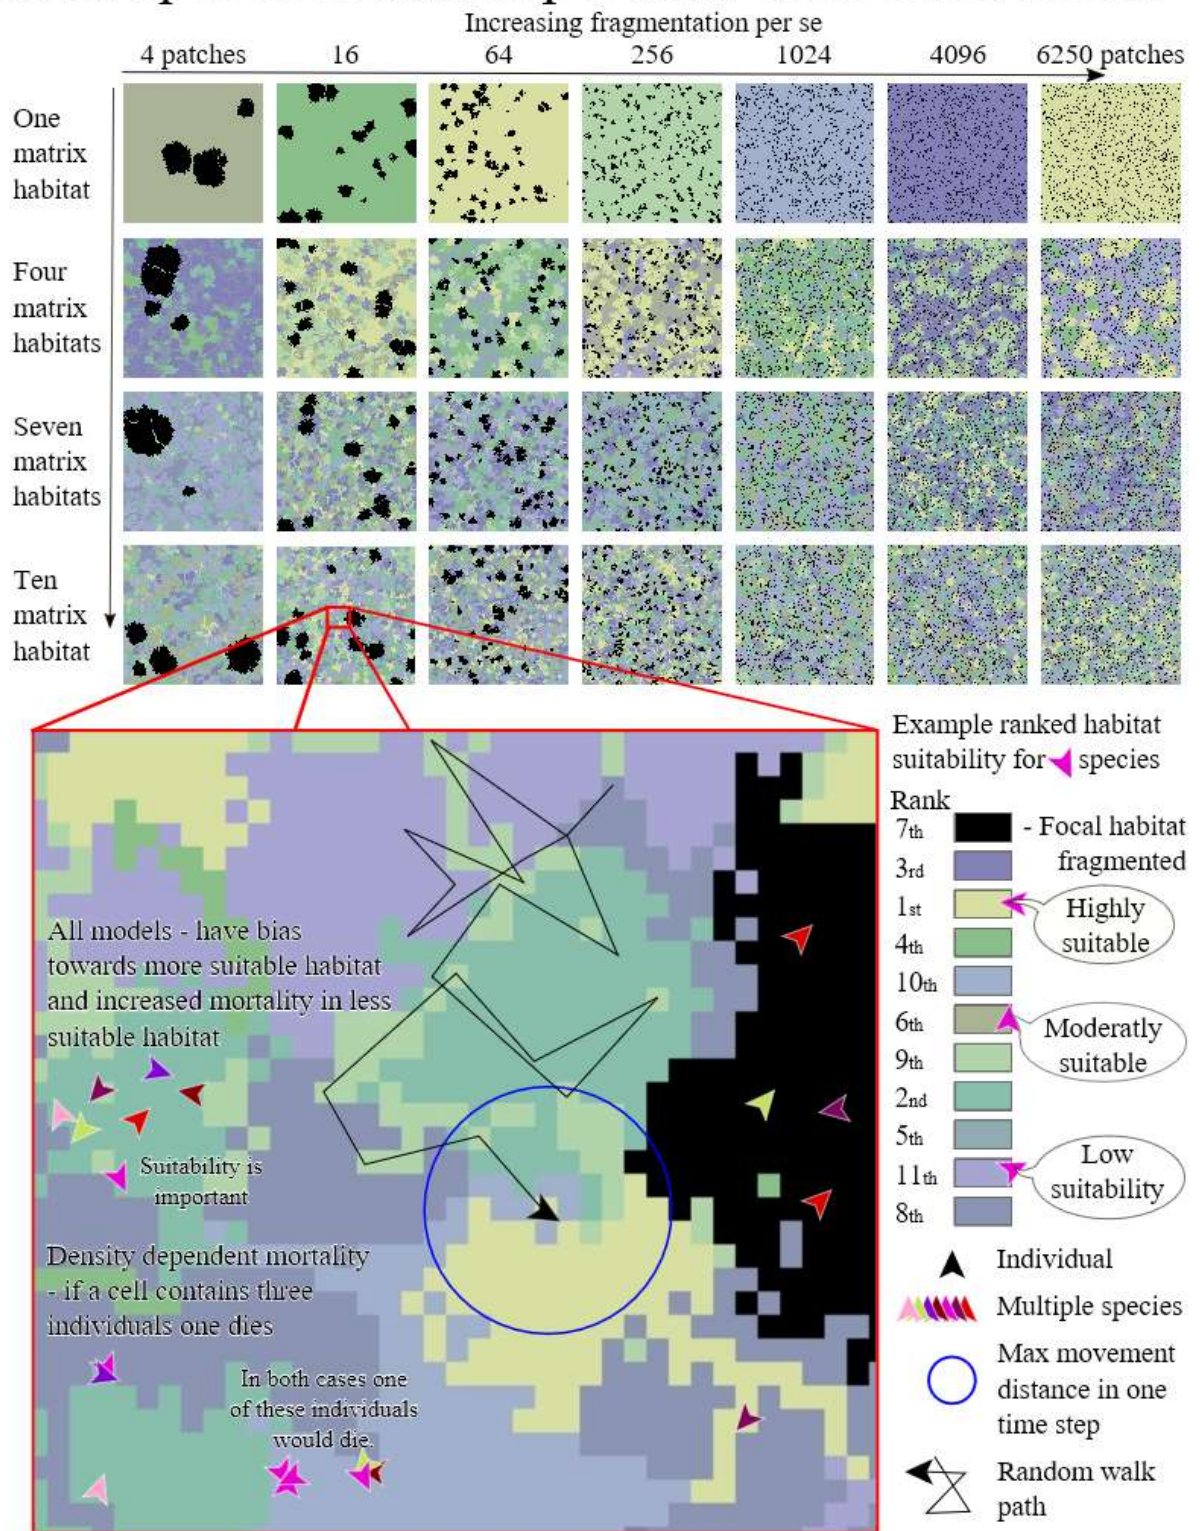 Increasing fragmentation per se
4 patches 16 64 256 1024 4096 6250 patches
One
matrix
habitat
Four
matrix
habitats
Seven
matrix
habitats
Ten
matrix
habitat
All models - have bias
towards more suitable habitat
and increased mortality in less
suitable habitat
Suitability is
important
Density dependent mortality
- if a cell contains three
individuals one dies
In both cases one
of these individuals
would die.
Example ranked habitat
suitability for species
Rank
7th - Focal habitat
fragmented
3rd
1st
Highly
suitable
4th
10th
6th
Moderatly
suitable
9th
2nd
5th
11th
Low
suitability
8th
Individual
Multiple species
Max movement
distance in one
time step
Random walk
path